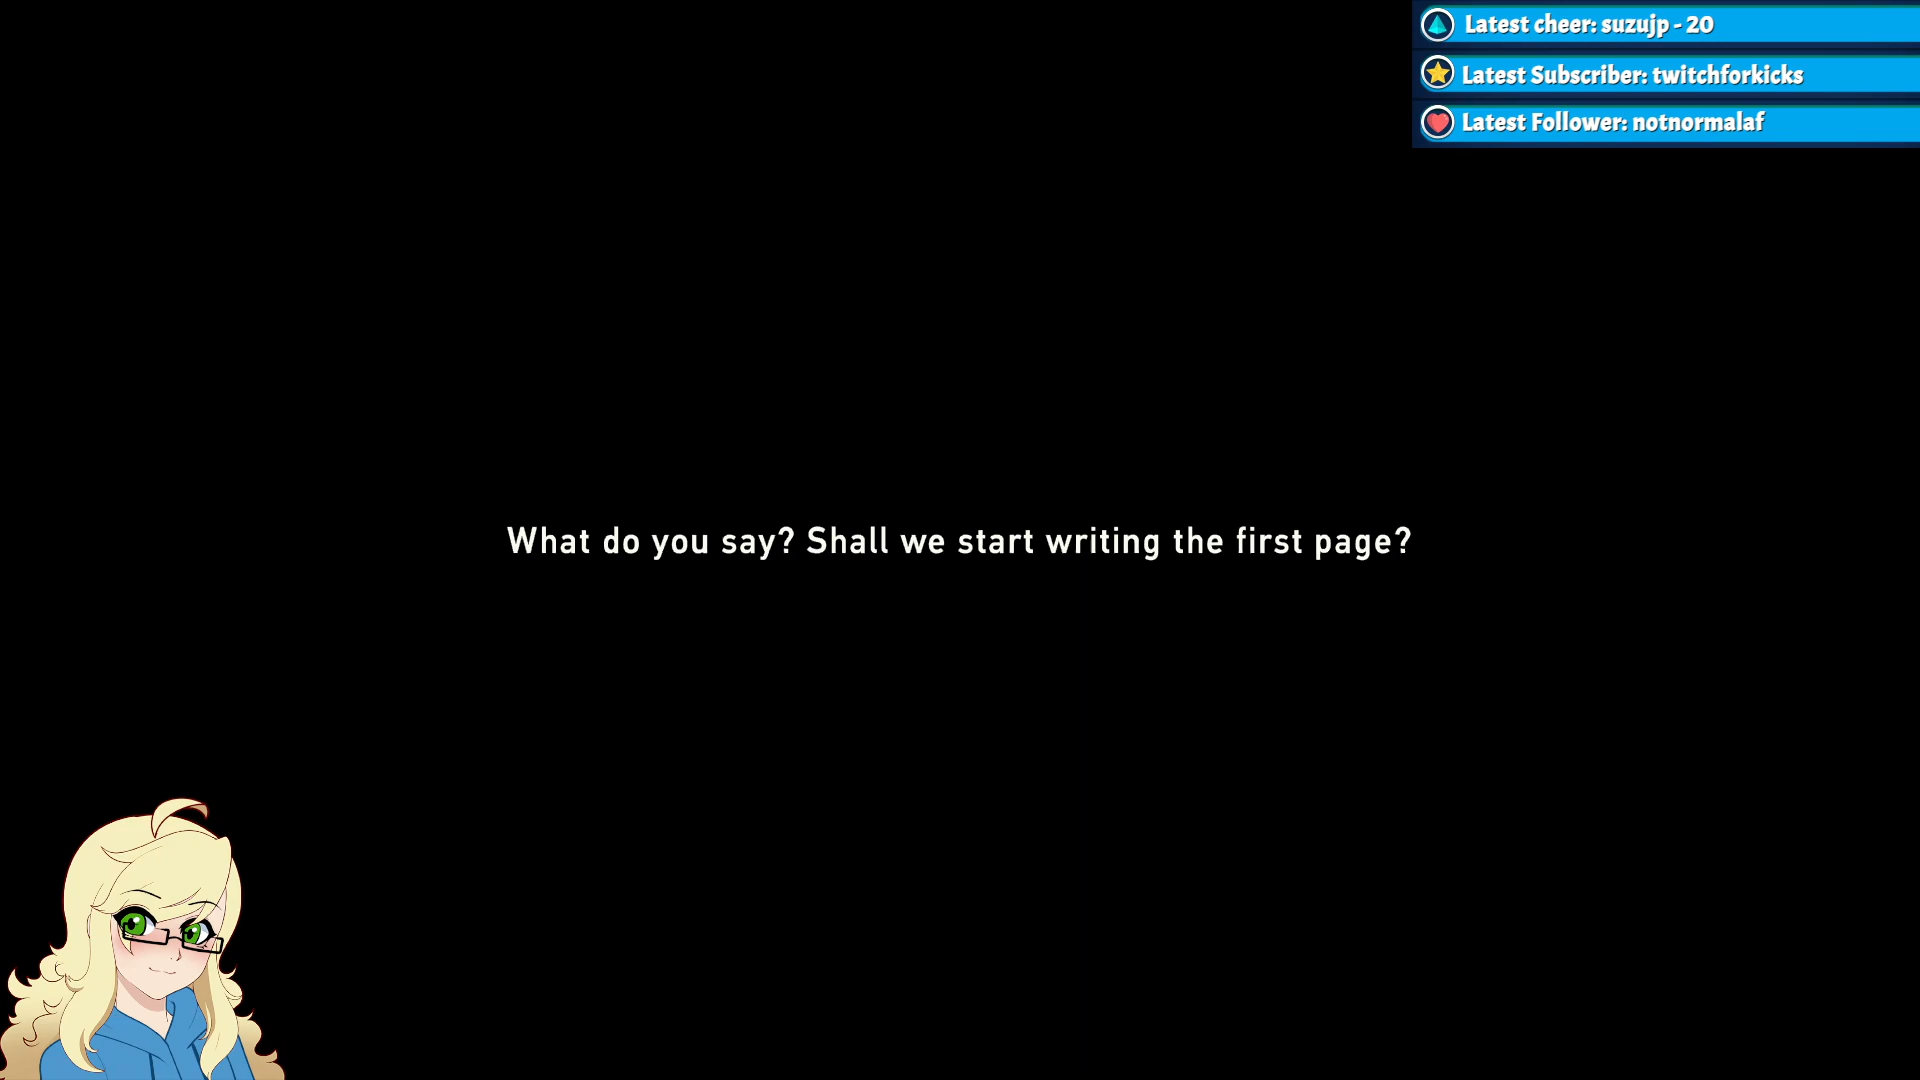 Latest cheer: suzujp - 20
Latest Subscriber: twitchforkicks
Latest Follower: notnormalaf
What do you say? Shall we start writing the first page?